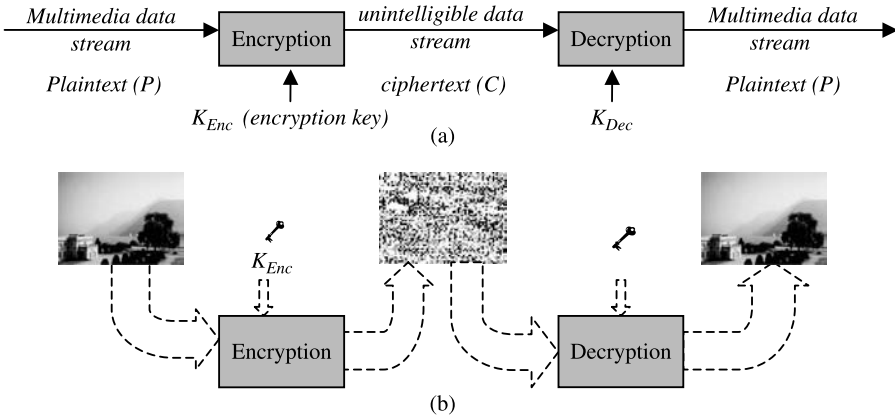 Multimedia data
stream
Plaintext (P)
Encryption
K_Enc (encryption key)
unintelligible data
stream
ciphertext (C)
Decryption
K_Dec
Multimedia data
stream
Plaintext (P)
(a)
K_Enc
Encryption
Decryption
(b)